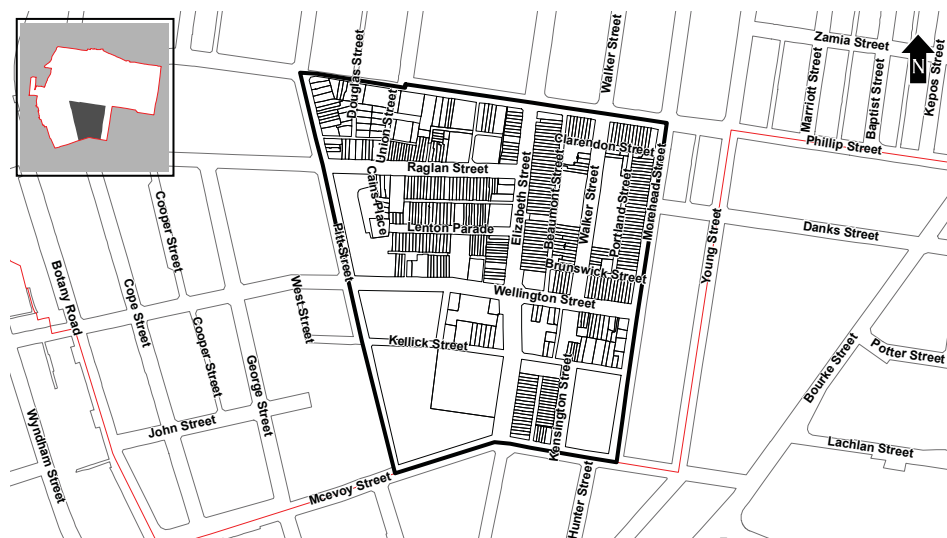 Zamia Street
Douglas Street
Walker Street
Marriott Street
Baptist Street
Kepos Street
N
Union Street
Clarendon Street
Phillip Street
Raglan Street
Cains Place
Elizabeth Street
Beaumont Street
Walker Street
Portland Street
Morehead Street
Cooper Street
Pitt Street
Lenton Parade
Young Street
Danks Street
Botany Road
Cope Street
West Street
Brunswick Street
Wellington Street
Cooper Street
George Street
Kellick Street
Kensington Street
Bourke Street
Potter Street
Wyndham Street
John Street
Lachlan Street
Mcevoy Street
Hunter Street